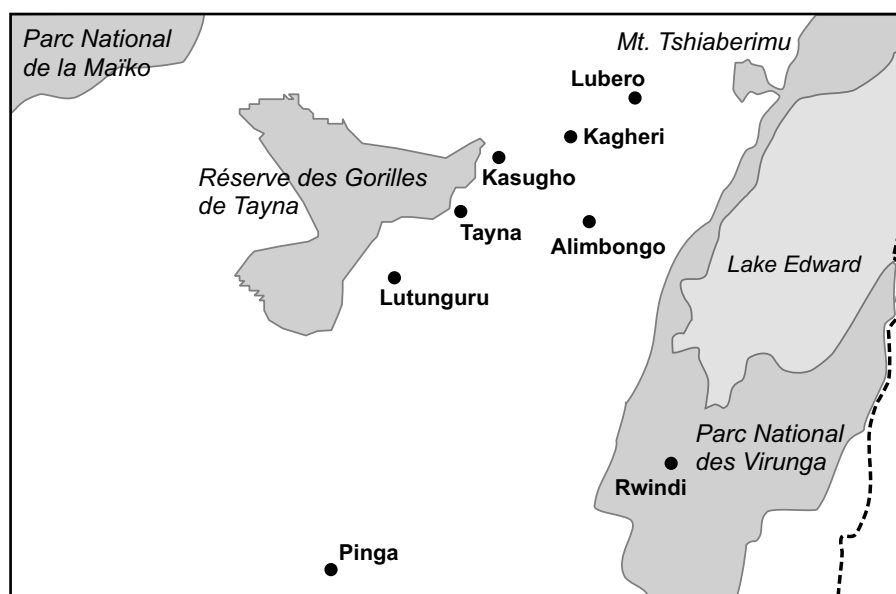 Parc National
de la Maïko
Mt. Tshiaberimu
Lubero
Kagheri
Kasugho
Réserve des Gorilles
de Tayna
Tayna
Alimbongo
Lake Edward
Lutunguru
Parc National
des Virunga
Rwindi
Pinga